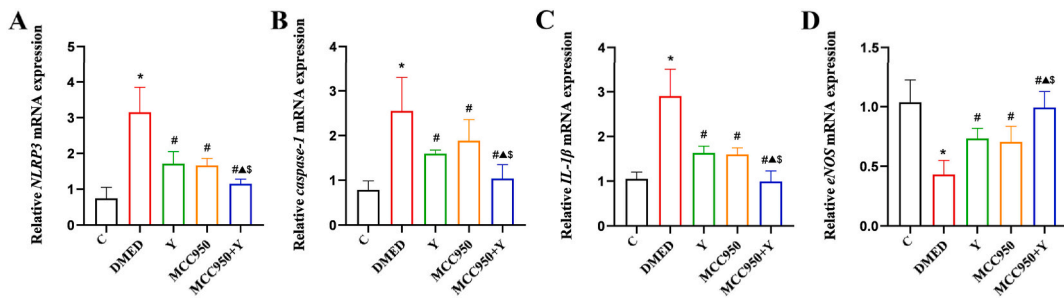 A
Relative NLRP3 mRNA expression
5
4
3
2
1
0
*
#
#
#▲$
C
DMED
Y
MCC950
MCC950+Y
B
Relative caspase-1 mRNA expression
4
3
2
1
0
*
#
#
#▲$
C
DMED
Y
MCC950
MCC950+Y
C
Relative IL-1β mRNA expression
4
3
2
1
0
*
#
#
#▲$
C
DMED
Y
MCC950
MCC950+Y
D
Relative eNOS mRNA expression
1.5
1.0
0.5
0.0
*
#
#
#▲$
C
DMED
Y
MCC950
MCC950+Y